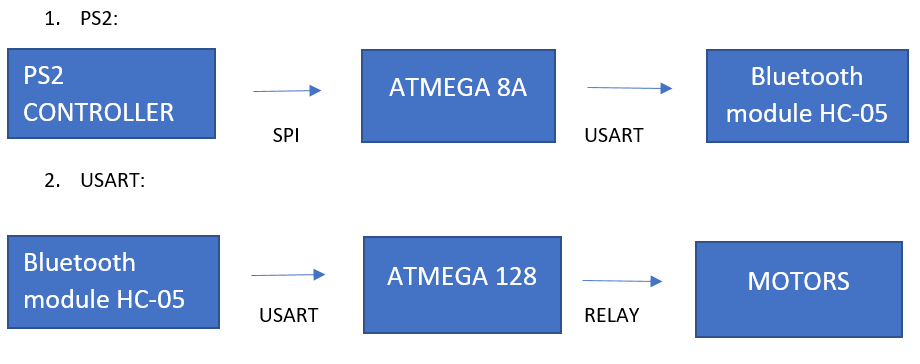 1. PS2:
PS2
CONTROLLER
SPI
ATMEGA 8A
USART
Bluetooth
module HC-05
2. USART:
Bluetooth
module HC-05
USART
ATMEGA 128
RELAY
MOTORS